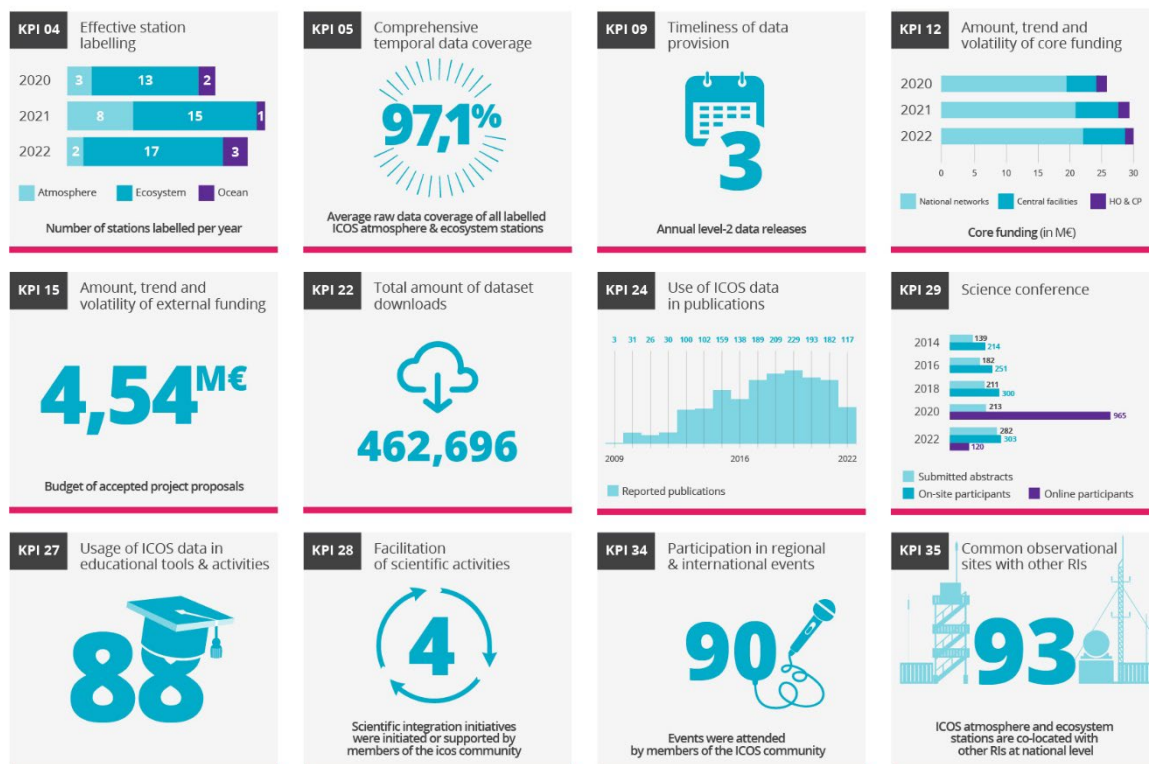 KPI 04
Effective station
labelling
2020
3
13
2
2021
8
15
1
2022
2
17
3
Atmosphere
Ecosystem
Ocean
Number of stations labelled per year
KPI 05
Comprehensive
temporal data coverage
97,1%
Average raw data coverage of all labelled
ICOS atmosphere & ecosystem stations
KPI 09
Timeliness of data
provision
3
Annual level-2 data releases
KPI 12
Amount, trend and
volatility of core funding
2020
2021
2022
0 5 10 15 20 25 30
National networks
Central facilities
HO & CP
Core funding (in M€)
KPI 15
Amount, trend and
volatility of external funding
4,54M€
Budget of accepted project proposals
KPI 22
Total amount of dataset
downloads
462,696
KPI 24
Use of ICOS data
in publications
3 31 26 30 100 102 159 138 189 209 229 193 182 117
2009 2016 2022
Reported publications
KPI 29
Science conference
2014
139
214
2016
182
251
2018
211
300
2020
213
965
2022
282
303
120
Submitted abstracts
On-site participants
Online participants
KPI 27
Usage of ICOS data in
educational tools & activities
88
KPI 28
Facilitation
of scientific activities
4
Scientific integration initiatives
were initiated or supported by
members of the icos community
KPI 34
Participation in regional
& international events
90
Events were attended
by members of the ICOS community
KPI 35
Common observational
sites with other RIs
93
ICOS atmosphere and ecosystem
stations are co-located with
other RIs at national level